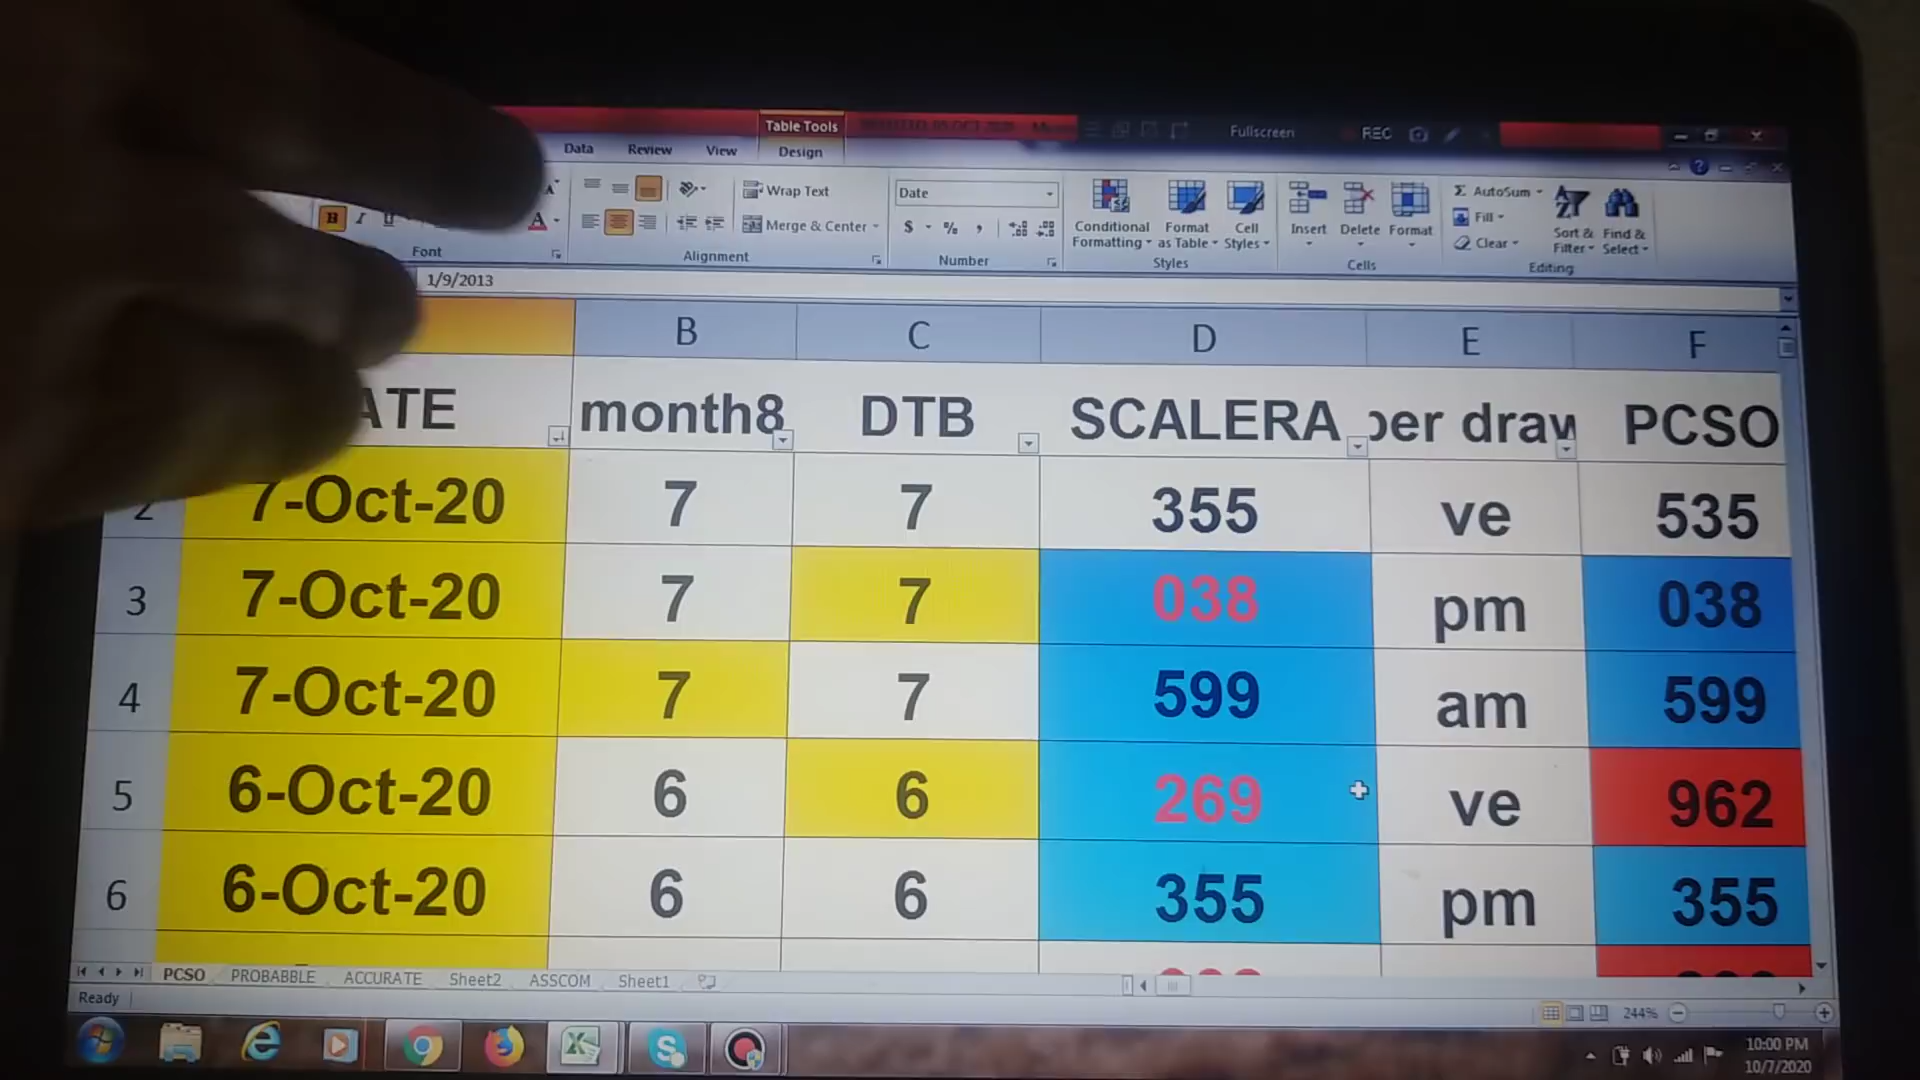 Table Tools
Fullscreen
REC
Data
Review
View
Design
Wrap Text
Date
Σ AutoSum
Fill
Clear
B I U
A
Merge & Center
$
%
,
Conditional Formatting
Format as Table
Cell Styles
Insert
Delete
Format
Sort & Filter
Find & Select
Font
Alignment
Number
Styles
Cells
Editing
1/9/2013
B C D E F
ATE month8 DTB SCALERA per draw PCSO
2 7-Oct-20 7 7 355 ve 535
3 7-Oct-20 7 7 038 pm 038
4 7-Oct-20 7 7 599 am 599
5 6-Oct-20 6 6 269 ve 962
6 6-Oct-20 6 6 355 pm 355
PCSO PROBABBLE ACCURATE Sheet2 ASSCOM Sheet1
Ready
244%
10:00 PM
10/7/2020